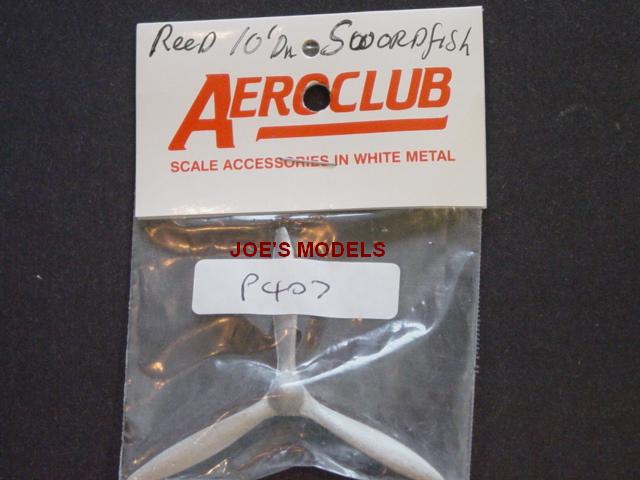 Reed 10' Dia Swordfish
AEROCLUB
SCALE ACCESSORIES IN WHITE METAL
JOE'S MODELS
P407